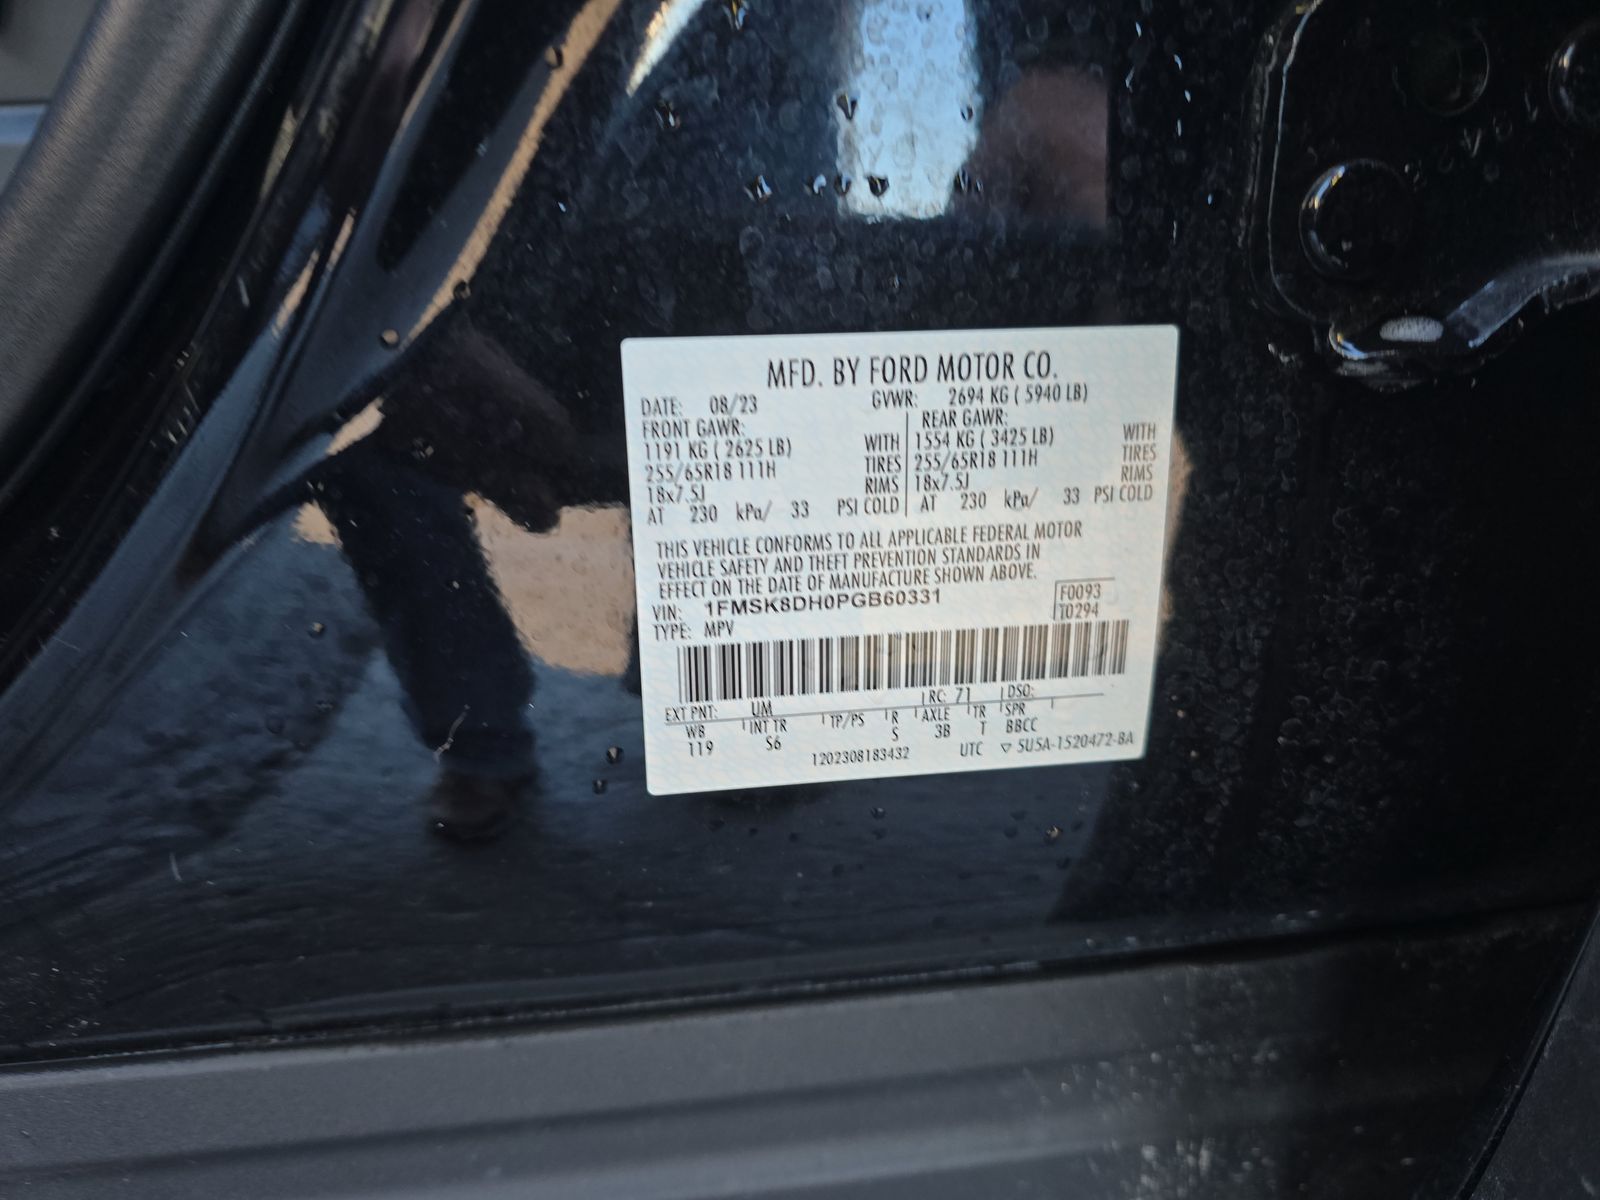 MFD. BY FORD MOTOR CO.
DATE: 08/23 GVWR: 2694 KG ( 5940 LB)
FRONT GAWR: REAR GAWR:
1191 KG ( 2625 LB) WITH 1554 KG ( 3425 LB) WITH
255/65R18 111H TIRES 255/65R18 111H TIRES
18x7.5J RIMS 18x7.5J RIMS
AT 230 kPa/ 33 PSI COLD AT 230 kPa/ 33 PSI COLD
THIS VEHICLE CONFORMS TO ALL APPLICABLE FEDERAL MOTOR
VEHICLE SAFETY AND THEFT PREVENTION STANDARDS IN
EFFECT ON THE DATE OF MANUFACTURE SHOWN ABOVE.
VIN: 1FMSK8DH0PGB60331 F0093
TYPE: MPV T0294
EXT PNT: UM RC: 71 DSO:
WB INT TR TP/PS R AXLE TR SPR
119 S6 S 3B T BBCC
1202308183432 UTC ▽ 5U5A-1520472-BA